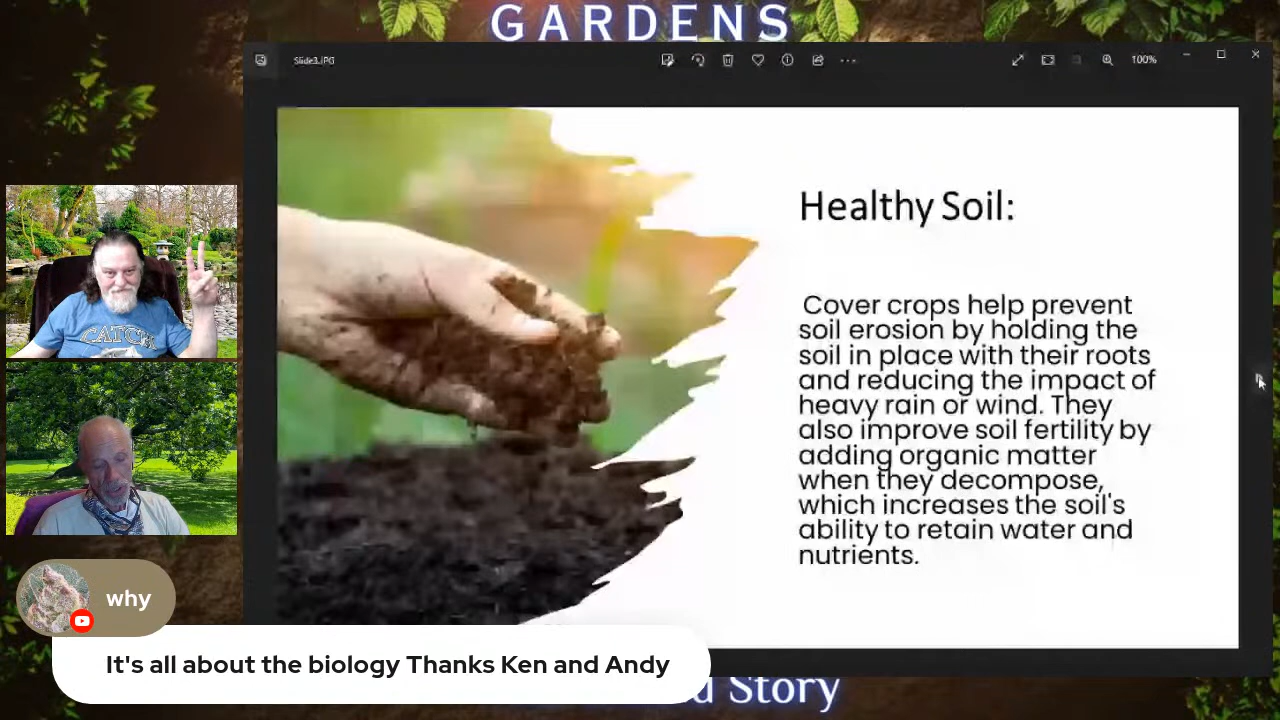 GARDENS
Slide3.JPG
100%
Healthy Soil:
Cover crops help prevent
soil erosion by holding the
soil in place with their roots
and reducing the impact of
heavy rain or wind. They
also improve soil fertility by
adding organic matter
when they decompose,
which increases the soil's
ability to retain water and
nutrients.
CATCH
why
It's all about the biology Thanks Ken and Andy
Story